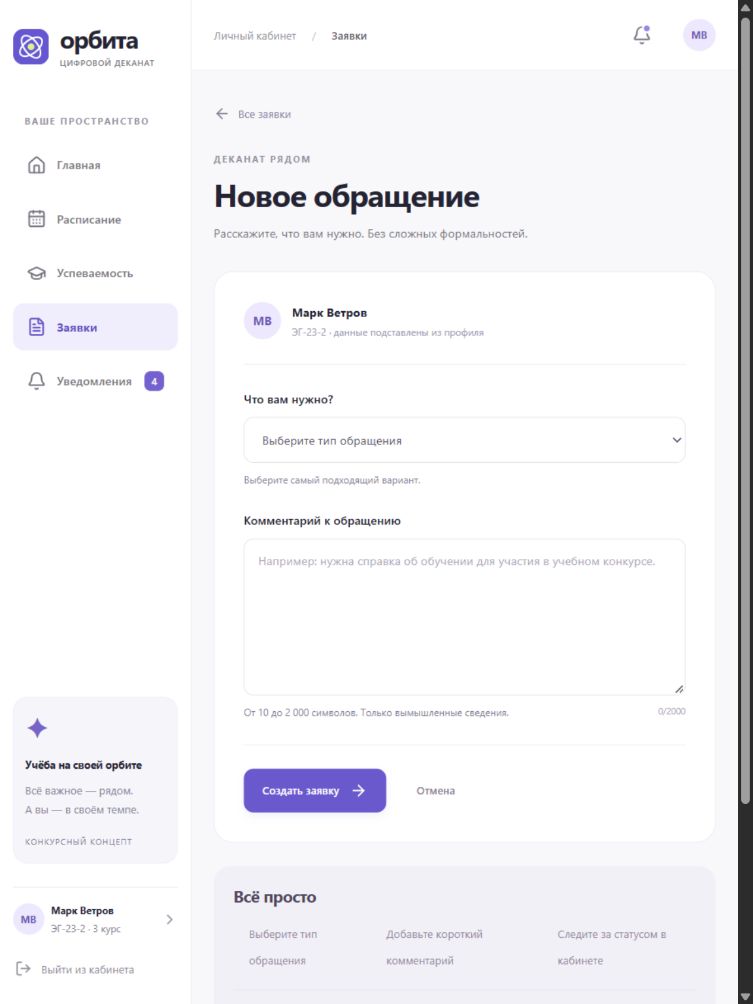 орбита
ЦИФРОВОЙ ДЕКАНАТ
ВАШЕ ПРОСТРАНСТВО
Главная
Расписание
Успеваемость
Заявки
Уведомления 4
Учёба на своей орбите
Всё важное — рядом.
А вы — в своём темпе.
КОНКУРСНЫЙ КОНЦЕПТ
МВ
Марк Ветров
ЭГ-23-2 · 3 курс
Выйти из кабинета
Личный кабинет / Заявки
МВ
Все заявки
ДЕКАНАТ РЯДОМ
Новое обращение
Расскажите, что вам нужно. Без сложных формальностей.
МВ
Марк Ветров
ЭГ-23-2 · данные подставлены из профиля
Что вам нужно?
Выберите тип обращения
Выберите самый подходящий вариант.
Комментарий к обращению
Например: нужна справка об обучении для участия в учебном конкурсе.
От 10 до 2 000 символов. Только вымышленные сведения. 0/2000
Создать заявку
Отмена
Всё просто
Выберите тип
обращения
Добавьте короткий
комментарий
Следите за статусом в
кабинете